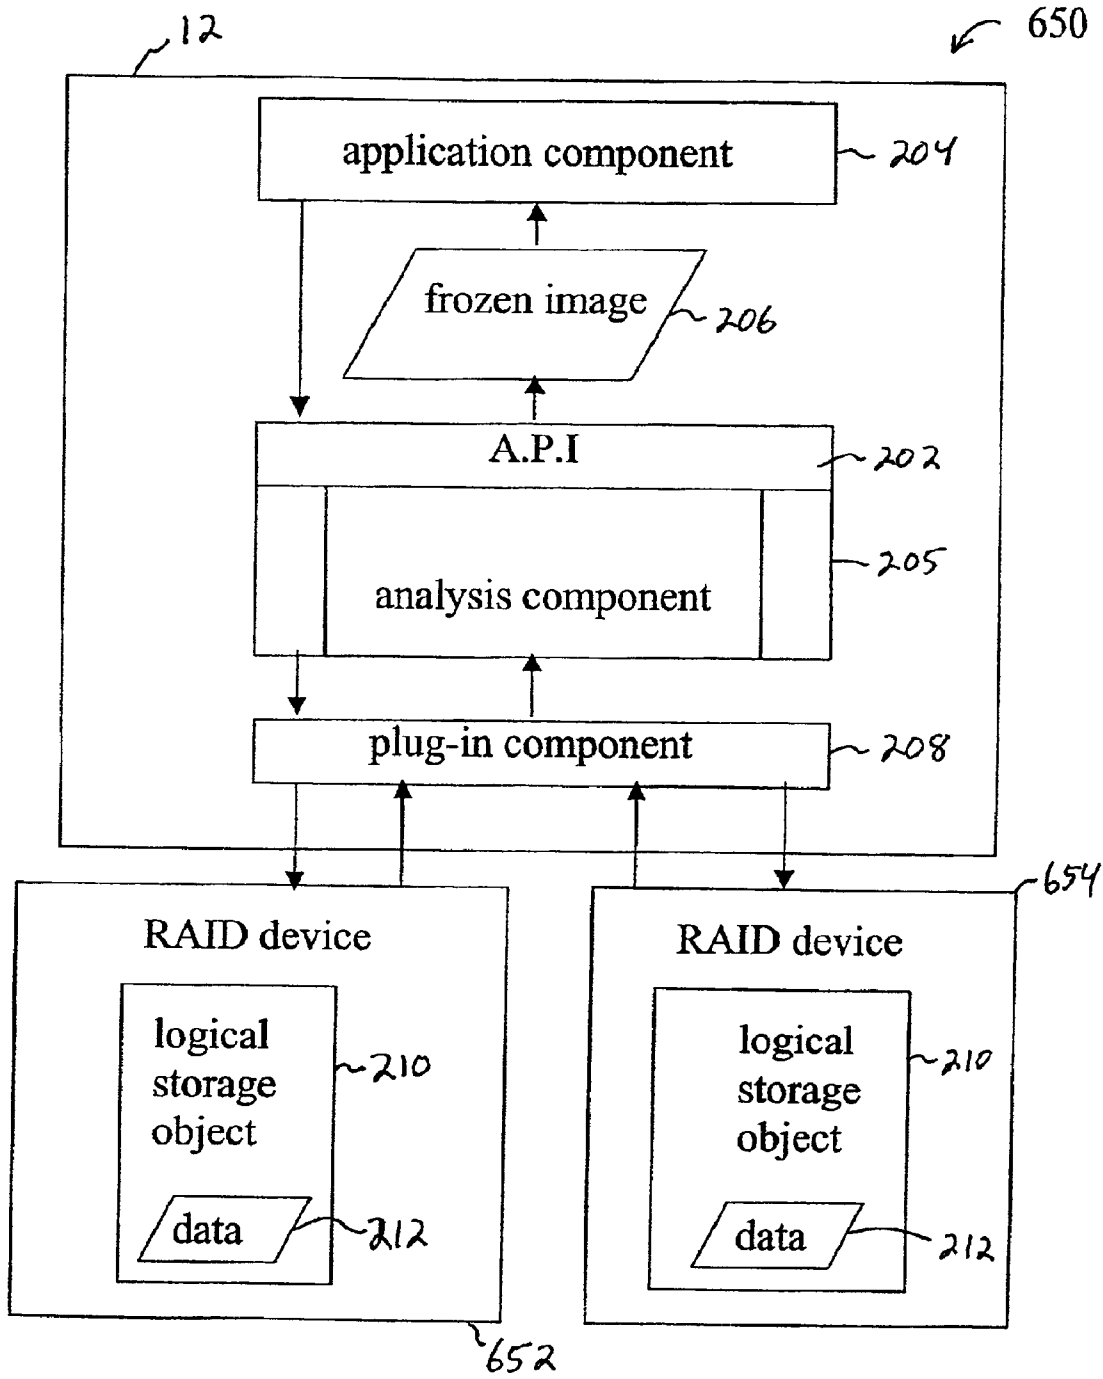 12
650
application component
204
frozen image
206
A.P.I
202
205
analysis component
plug-in component
208
654
RAID device
RAID device
logical
storage
object
210
logical
storage
object
210
data
212
data
212
652